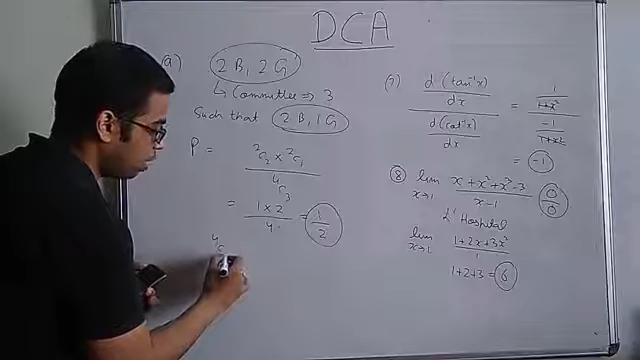 DCA
(a) 2 B, 2 G
↳ Committee ⇒ 3
Such that 2 B, 1 G
P = ²C₂ × ²C₁ / ⁴C₃
= 1 × 2 / 4 = 1/2
⁴C
(7) d(tan⁻¹x)/dx / d(cot⁻¹x)/dx = 1/1+x² / -1/1+x²
= -1
(8) lim x→1 x+x²+x³-3 / x-1 0/0
L' Hospital
lim x→1 1+2x+3x² / 1
1+2+3 = 6